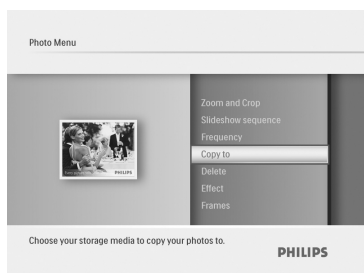 Photo Menu
Zoom and Crop
Slideshow sequence
Frequency
Copy to
Delete
Effect
Frames
PHILIPS
Choose your storage media to copy your photos to.
PHILIPS